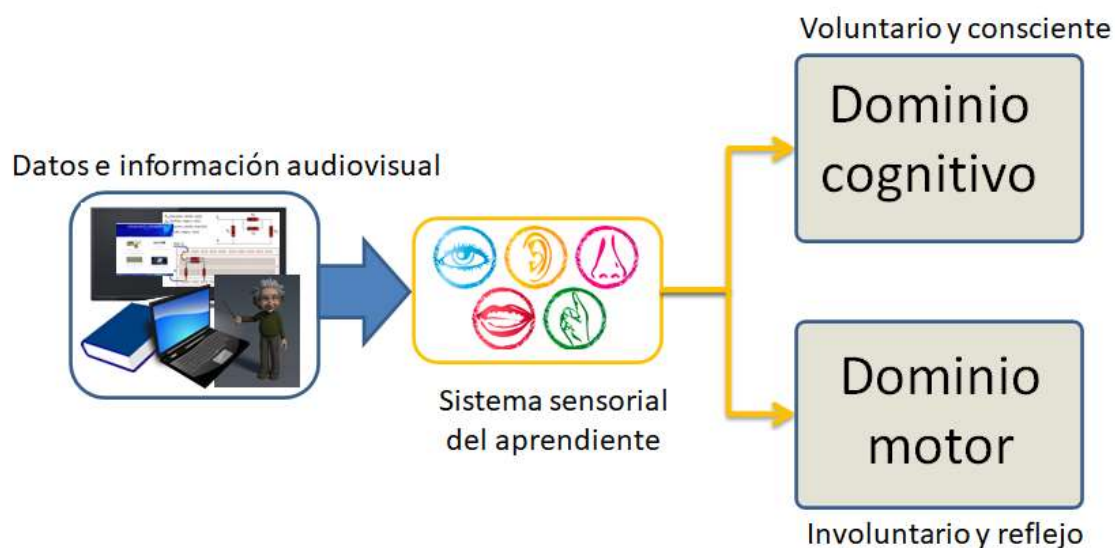 Voluntario y consciente
Dominio
cognitivo
Datos e información audiovisual
Sistema sensorial
del aprendiente
Dominio
motor
Involuntario y reflejo